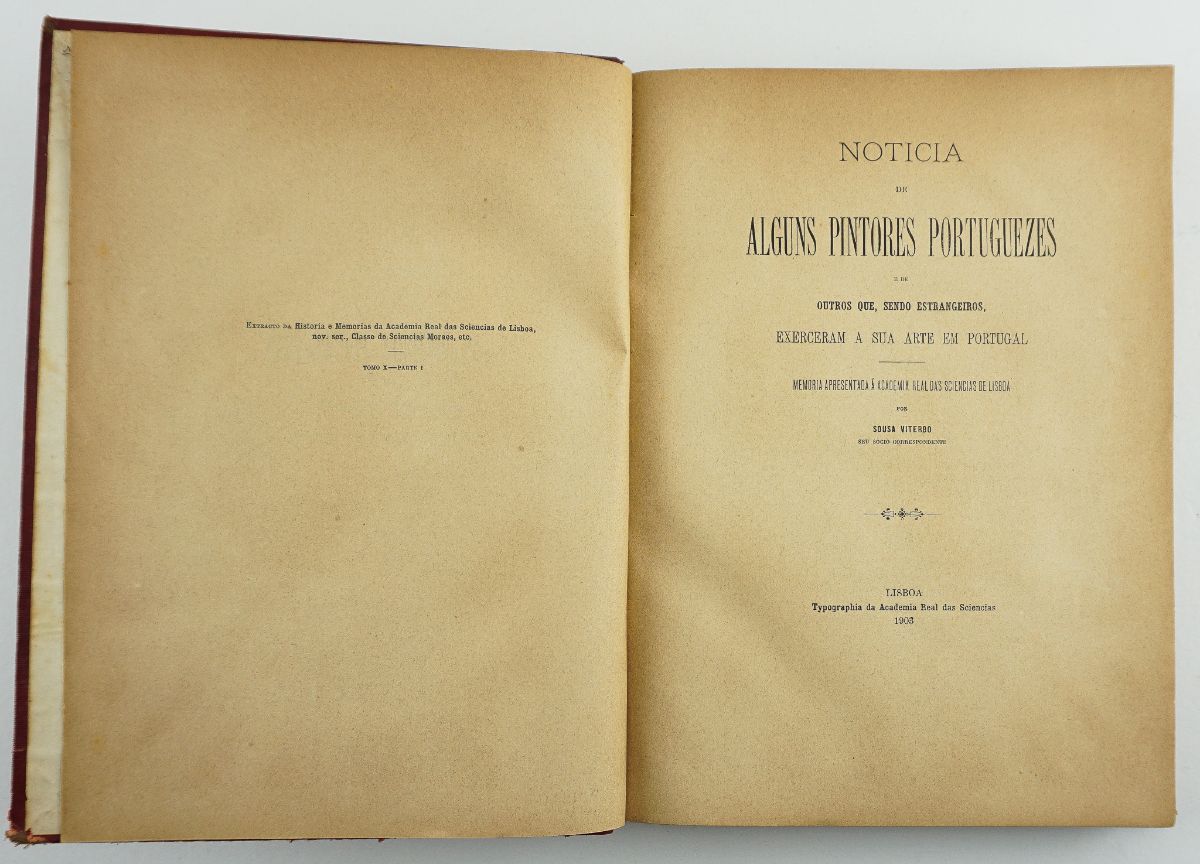 Extracto da Historia e Memorias da Academia Real das Sciencias de Lisboa,
nov. ser., Classe de Sciencias Moraes, etc.
TOMO X—PARTE I
NOTICIA
DE
ALGUNS PINTORES PORTUGUEZES
E DE
OUTROS QUE, SENDO ESTRANGEIROS,
EXERCERAM A SUA ARTE EM PORTUGAL
MEMORIA APRESENTADA Á ACADEMIA REAL DAS SCIENCIAS DE LISBOA
POR
SOUSA VITERBO
SEU SOCIO CORRESPONDENTE
LISBOA
Typographia da Academia Real das Sciencias
1903